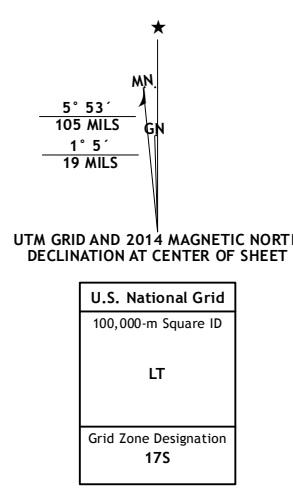 MN
GN
5° 53´
105 MILS
1° 5´
19 MILS
UTM GRID AND 2014 MAGNETIC NORTH
DECLINATION AT CENTER OF SHEET
U.S. National Grid
100,000-m Square ID
LT
Grid Zone Designation
17S